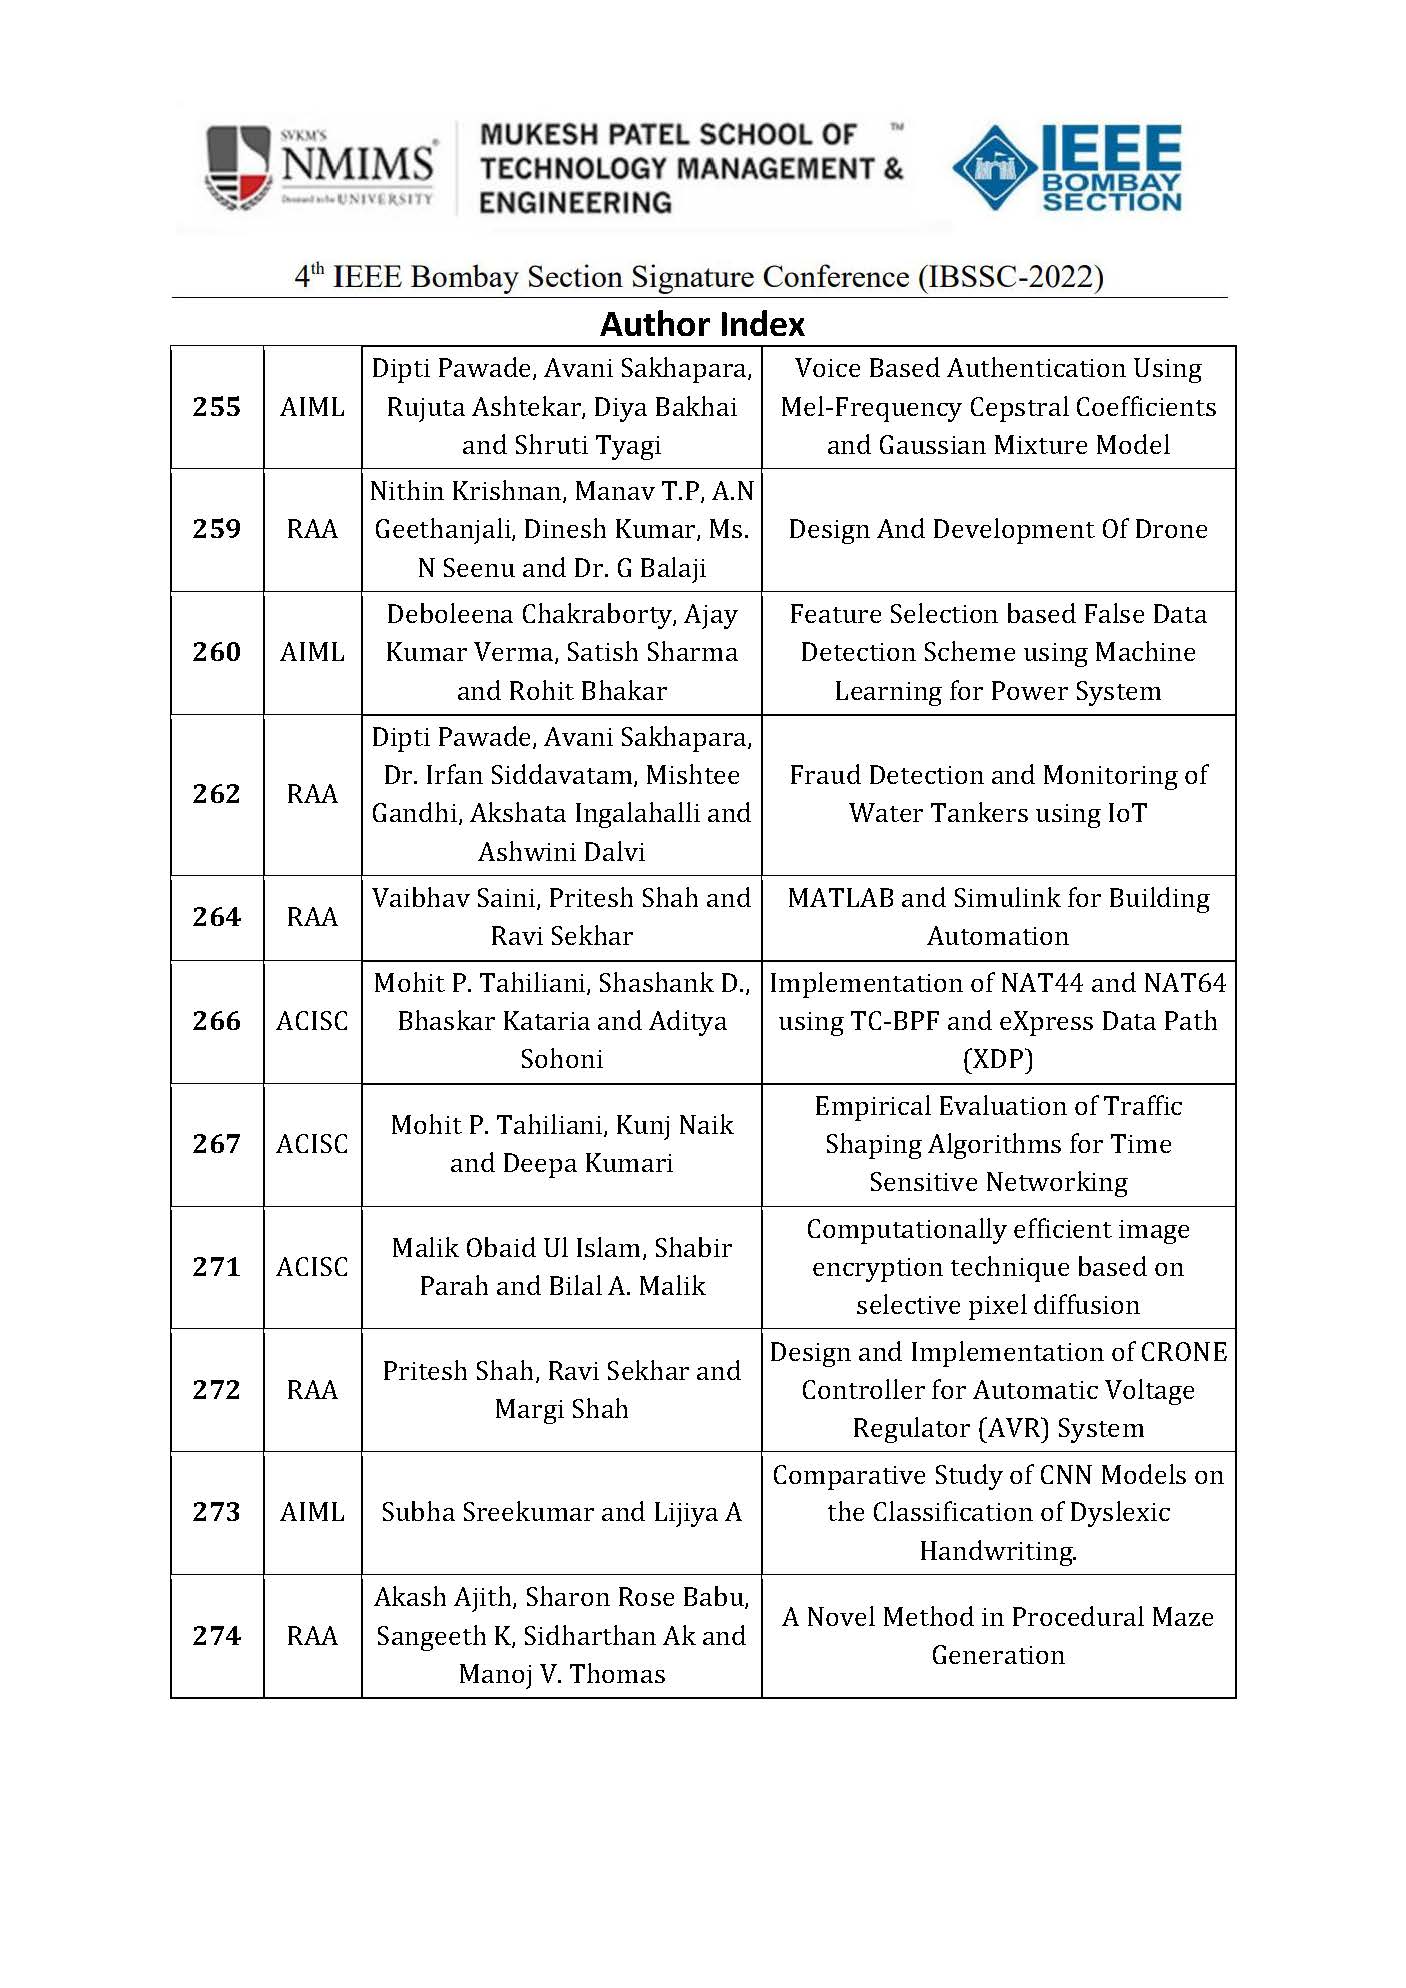 SVKM'S
NMIMS®
Deemed to be UNIVERSITY
MUKESH PATEL SCHOOL OF ™
TECHNOLOGY MANAGEMENT &
ENGINEERING
IEEE
BOMBAY
SECTION
4th IEEE Bombay Section Signature Conference (IBSSC-2022)
Author Index
255
AIML
Dipti Pawade, Avani Sakhapara,
Rujuta Ashtekar, Diya Bakhai
and Shruti Tyagi
Voice Based Authentication Using
Mel-Frequency Cepstral Coefficients
and Gaussian Mixture Model
259
RAA
Nithin Krishnan, Manav T.P, A.N
Geethanjali, Dinesh Kumar, Ms.
N Seenu and Dr. G Balaji
Design And Development Of Drone
260
AIML
Deboleena Chakraborty, Ajay
Kumar Verma, Satish Sharma
and Rohit Bhakar
Feature Selection based False Data
Detection Scheme using Machine
Learning for Power System
262
RAA
Dipti Pawade, Avani Sakhapara,
Dr. Irfan Siddavatam, Mishtee
Gandhi, Akshata Ingalahalli and
Ashwini Dalvi
Fraud Detection and Monitoring of
Water Tankers using IoT
264
RAA
Vaibhav Saini, Pritesh Shah and
Ravi Sekhar
MATLAB and Simulink for Building
Automation
266
ACISC
Mohit P. Tahiliani, Shashank D.,
Bhaskar Kataria and Aditya
Sohoni
Implementation of NAT44 and NAT64
using TC-BPF and eXpress Data Path
(XDP)
267
ACISC
Mohit P. Tahiliani, Kunj Naik
and Deepa Kumari
Empirical Evaluation of Traffic
Shaping Algorithms for Time
Sensitive Networking
271
ACISC
Malik Obaid Ul Islam, Shabir
Parah and Bilal A. Malik
Computationally efficient image
encryption technique based on
selective pixel diffusion
272
RAA
Pritesh Shah, Ravi Sekhar and
Margi Shah
Design and Implementation of CRONE
Controller for Automatic Voltage
Regulator (AVR) System
273
AIML
Subha Sreekumar and Lijiya A
Comparative Study of CNN Models on
the Classification of Dyslexic
Handwriting.
274
RAA
Akash Ajith, Sharon Rose Babu,
Sangeeth K, Sidharthan Ak and
Manoj V. Thomas
A Novel Method in Procedural Maze
Generation